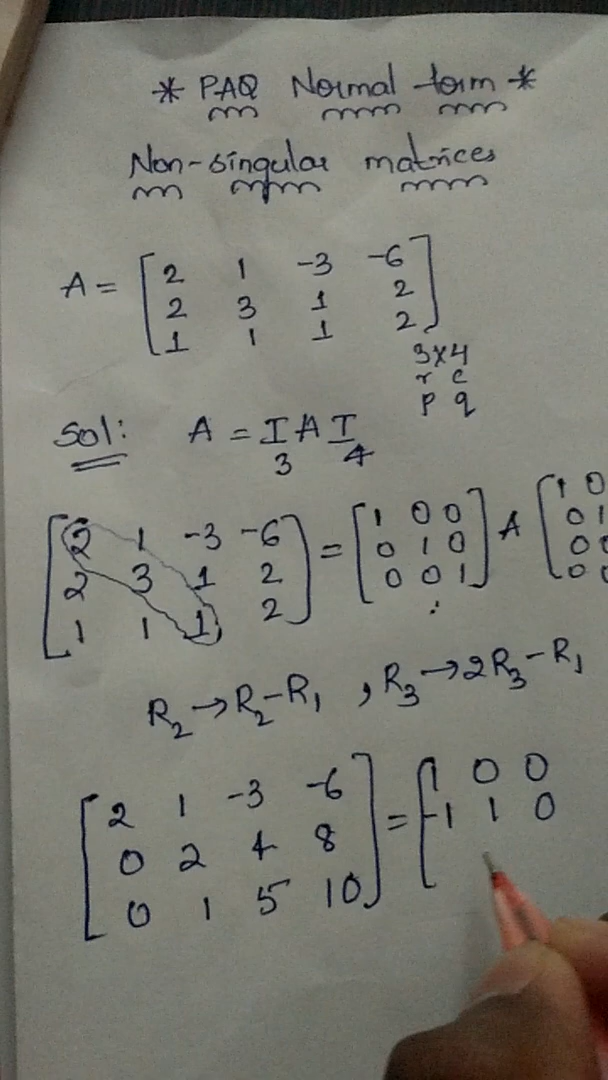 * PAQ Normal form *
Non-singular matrices
A = [ 2 1 -3 -6
2 3 1 2
1 1 1 2 ]
3×4
r c
p q
Sol: A = I₃ A I₄
[ 2 1 -3 -6 ] = [ 1 0 0 ] A [ 1 0
2 3 1 2 0 1 0 0 1
1 1 1 2 0 0 1 0 0
0 0
R₂ → R₂-R₁ , R₃ → 2R₃-R₁
[ 2 1 -3 -6 ] = [ 1 0 0
0 2 4 8 -1 1 0
0 1 5 10